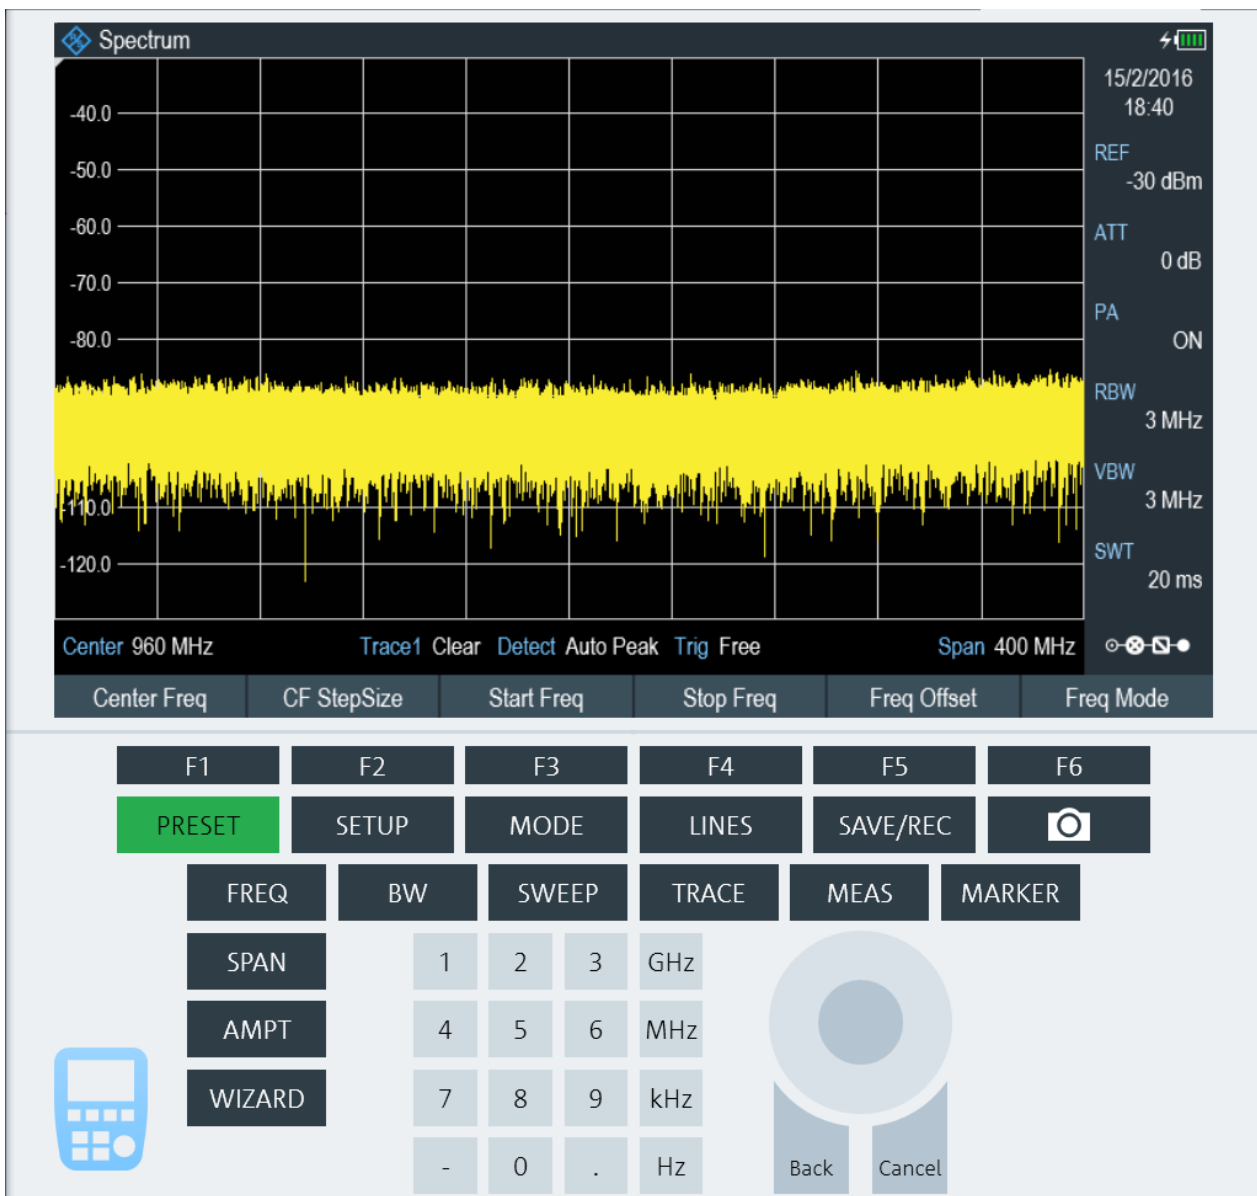 Spectrum
15/2/2016
18:40
-40.0
REF
-30 dBm
-50.0
-60.0
ATT
0 dB
-70.0
PA
ON
-80.0
RBW
3 MHz
VBW
3 MHz
-110.0
SWT
20 ms
-120.0
Center 960 MHz Trace1 Clear Detect Auto Peak Trig Free Span 400 MHz
Center Freq CF StepSize Start Freq Stop Freq Freq Offset Freq Mode
F1 F2 F3 F4 F5 F6
PRESET SETUP MODE LINES SAVE/REC
FREQ BW SWEEP TRACE MEAS MARKER
SPAN 1 2 3 GHz
AMPT 4 5 6 MHz
WIZARD 7 8 9 kHz
- 0 . Hz Back Cancel